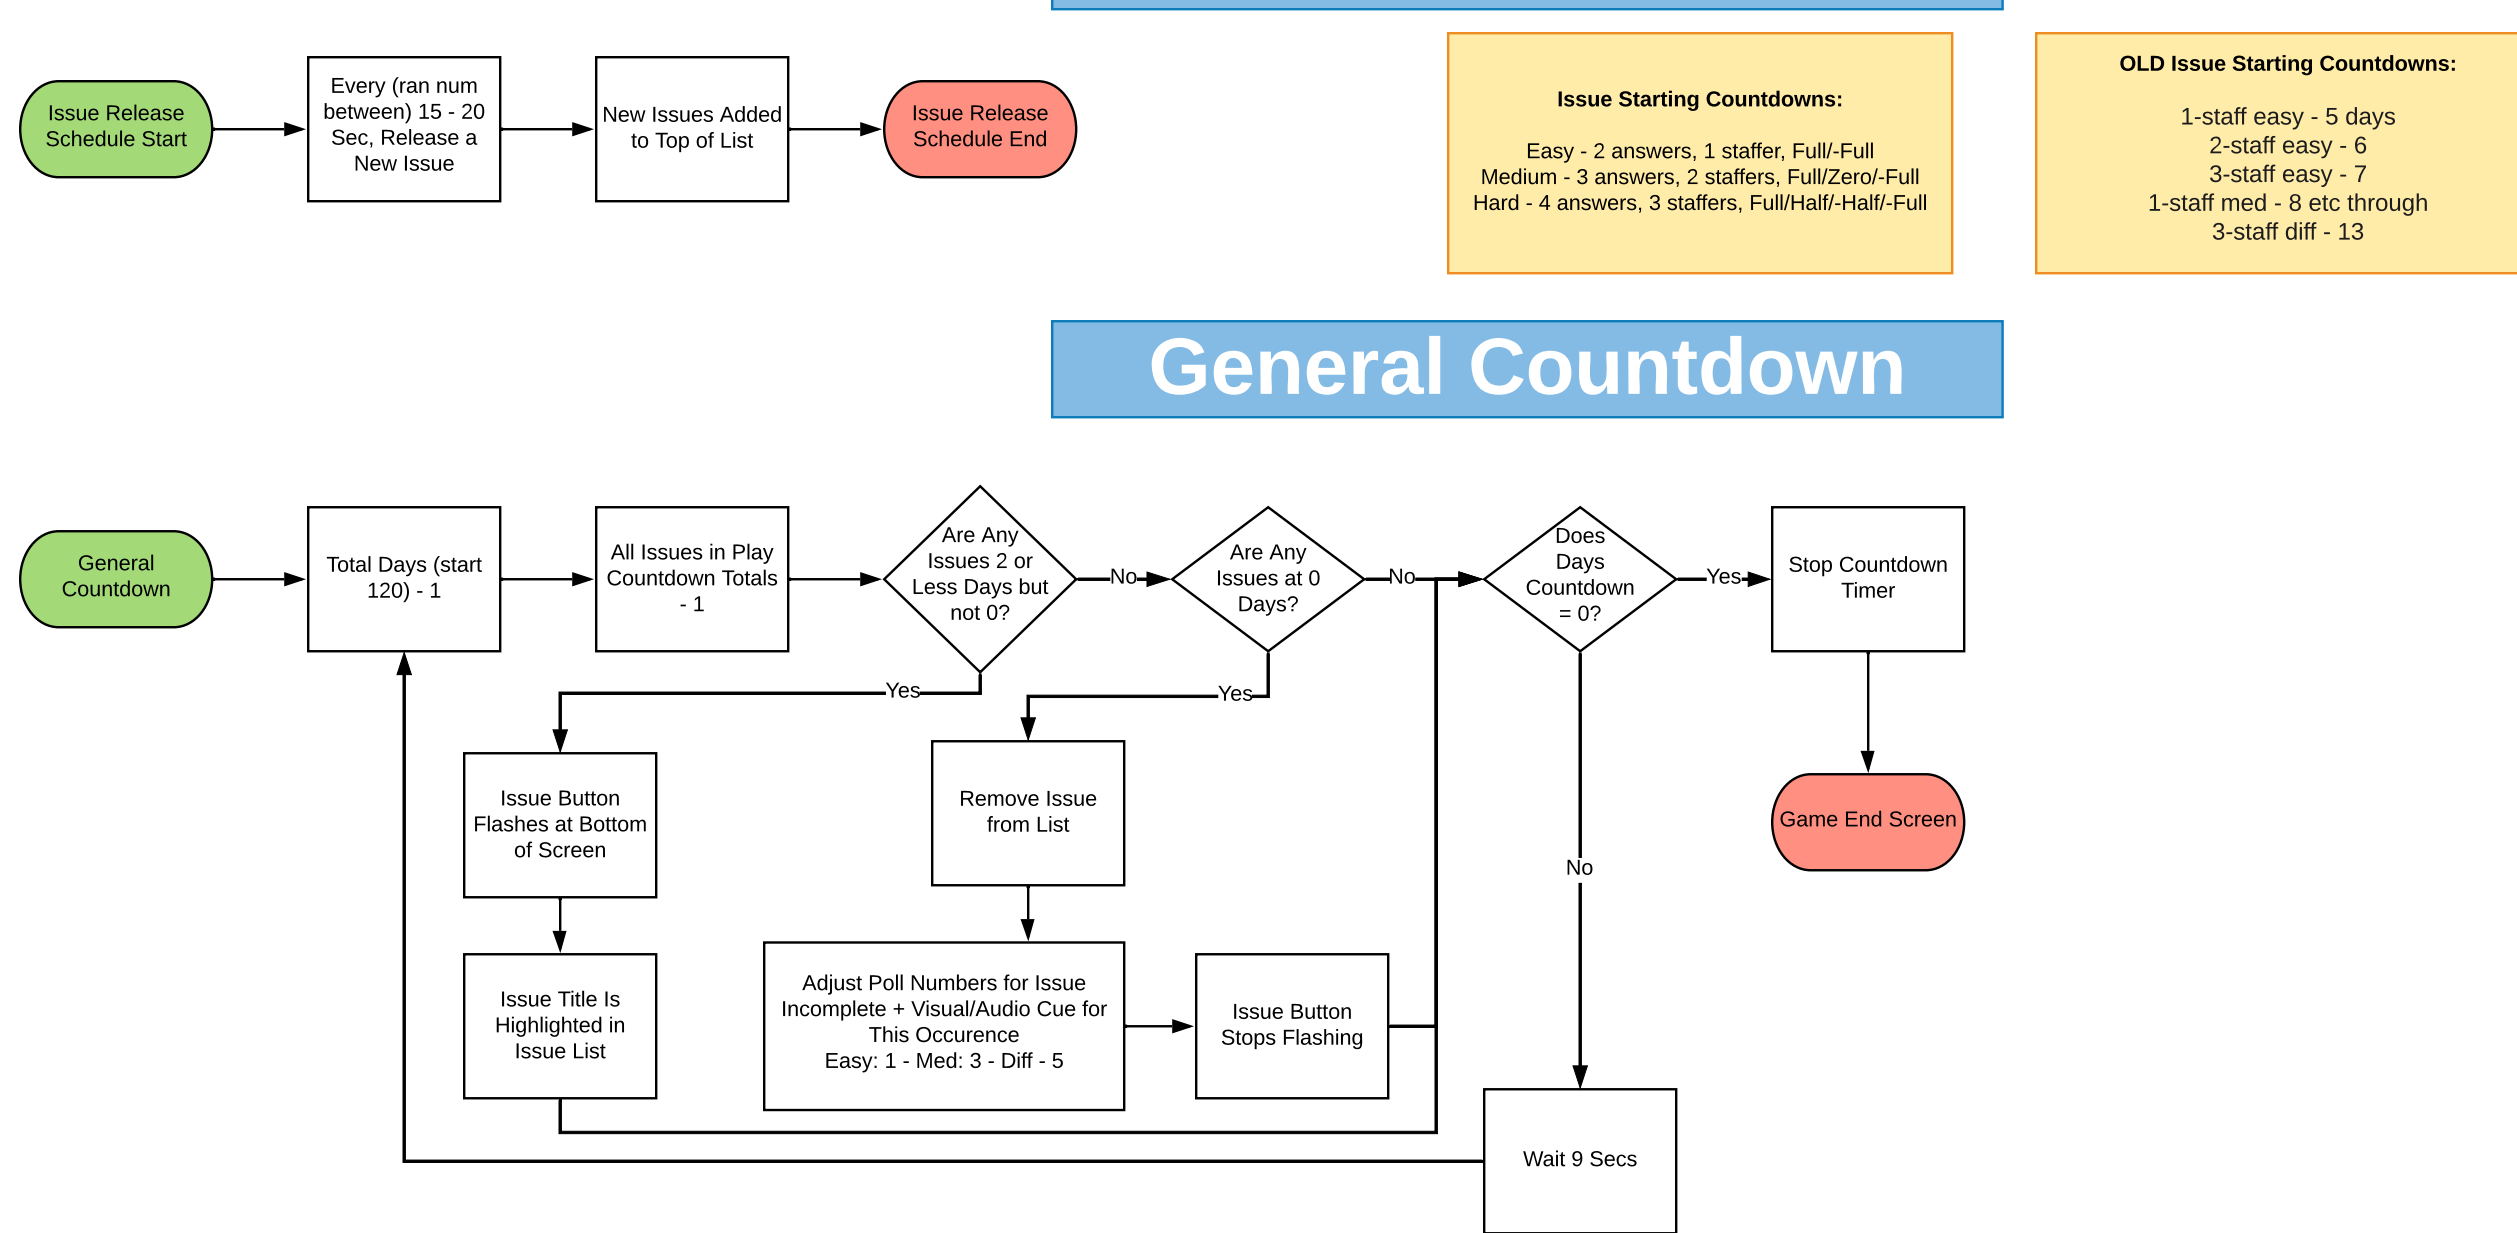 Issue Release
Schedule Start
Every (ran num
between) 15 - 20
Sec, Release a
New Issue
New Issues Added
to Top of List
Issue Release
Schedule End
Issue Starting Countdowns:
Easy - 2 answers, 1 staffer, Full/-Full
Medium - 3 answers, 2 staffers, Full/Zero/-Full
Hard - 4 answers, 3 staffers, Full/Half/-Half/-Full
OLD Issue Starting Countdowns:
1-staff easy - 5 days
2-staff easy - 6
3-staff easy - 7
1-staff med - 8 etc through
3-staff diff - 13
General Countdown
General
Countdown
Total Days (start
120) - 1
All Issues in Play
Countdown Totals
- 1
Are Any
Issues 2 or
Less Days but
not 0?
No
Are Any
Issues at 0
Days?
No
Does
Days
Countdown
= 0?
Yes
Stop Countdown
Timer
Yes
Yes
Issue Button
Flashes at Bottom
of Screen
Remove Issue
from List
No
Game End Screen
Issue Title Is
Highlighted in
Issue List
Adjust Poll Numbers for Issue
Incomplete + Visual/Audio Cue for
This Occurence
Easy: 1 - Med: 3 - Diff - 5
Issue Button
Stops Flashing
Wait 9 Secs